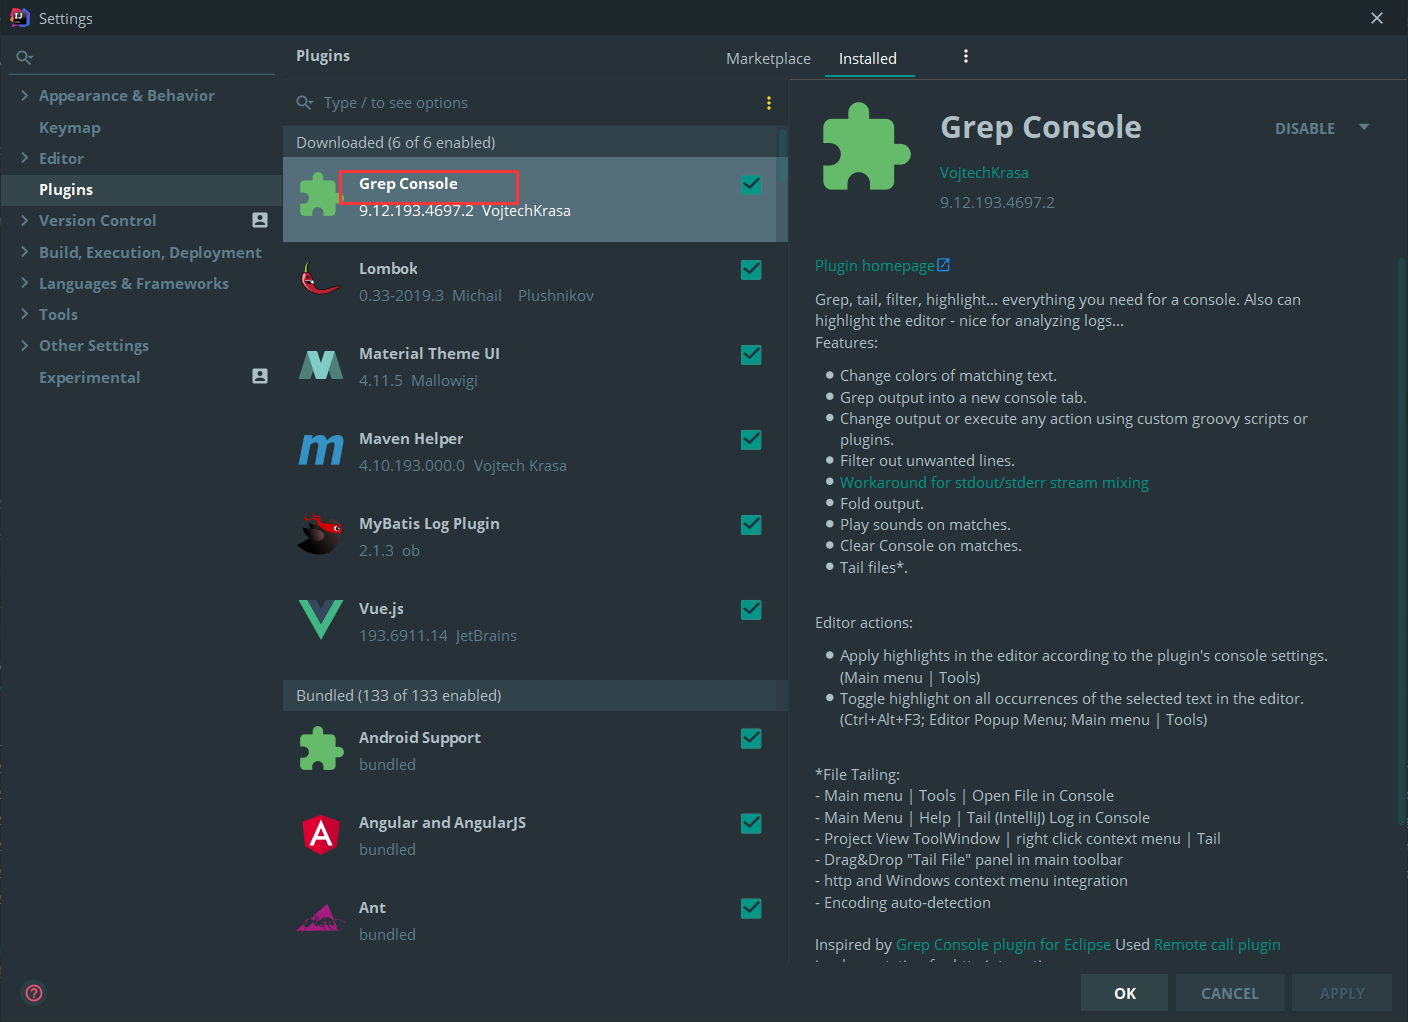 Settings
Appearance & Behavior
Keymap
Editor
Plugins
Version Control
Build, Execution, Deployment
Languages & Frameworks
Tools
Other Settings
Experimental
Plugins
Marketplace
Installed
Type / to see options
Downloaded (6 of 6 enabled)
Grep Console
9.12.193.4697.2 VojtechKrasa
Lombok
0.33-2019.3 Michail Plushnikov
Material Theme UI
4.11.5 Mallowigi
Maven Helper
4.10.193.000.0 Vojtech Krasa
MyBatis Log Plugin
2.1.3 ob
Vue.js
193.6911.14 JetBrains
Bundled (133 of 133 enabled)
Android Support
bundled
Angular and AngularJS
bundled
Ant
bundled
Grep Console
DISABLE
VojtechKrasa
9.12.193.4697.2
Plugin homepage
Grep, tail, filter, highlight... everything you need for a console. Also can
highlight the editor - nice for analyzing logs...
Features:
Change colors of matching text.
Grep output into a new console tab.
Change output or execute any action using custom groovy scripts or
plugins.
Filter out unwanted lines.
Workaround for stdout/stderr stream mixing
Fold output.
Play sounds on matches.
Clear Console on matches.
Tail files*.
Editor actions:
Apply highlights in the editor according to the plugin's console settings.
(Main menu | Tools)
Toggle highlight on all occurrences of the selected text in the editor.
(Ctrl+Alt+F3; Editor Popup Menu; Main menu | Tools)
*File Tailing:
- Main menu | Tools | Open File in Console
- Main Menu | Help | Tail (IntelliJ) Log in Console
- Project View ToolWindow | right click context menu | Tail
- Drag&Drop "Tail File" panel in main toolbar
- http and Windows context menu integration
- Encoding auto-detection
Inspired by Grep Console plugin for Eclipse Used Remote call plugin
OK
CANCEL
APPLY